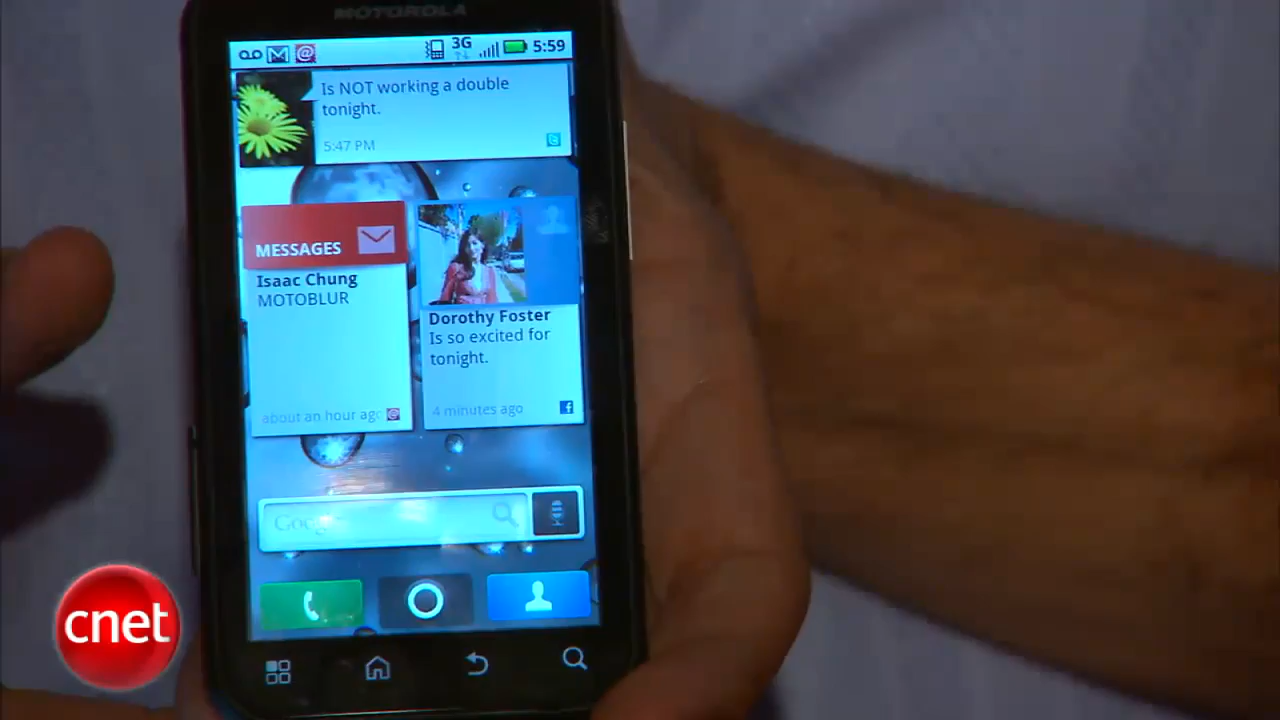 MOTOROLA
3G 5:59
Is NOT working a double
tonight.
5:47 PM
MESSAGES
Isaac Chung
MOTOBLUR
about an hour ago
Dorothy Foster
Is so excited for
tonight.
4 minutes ago
Google
cnet